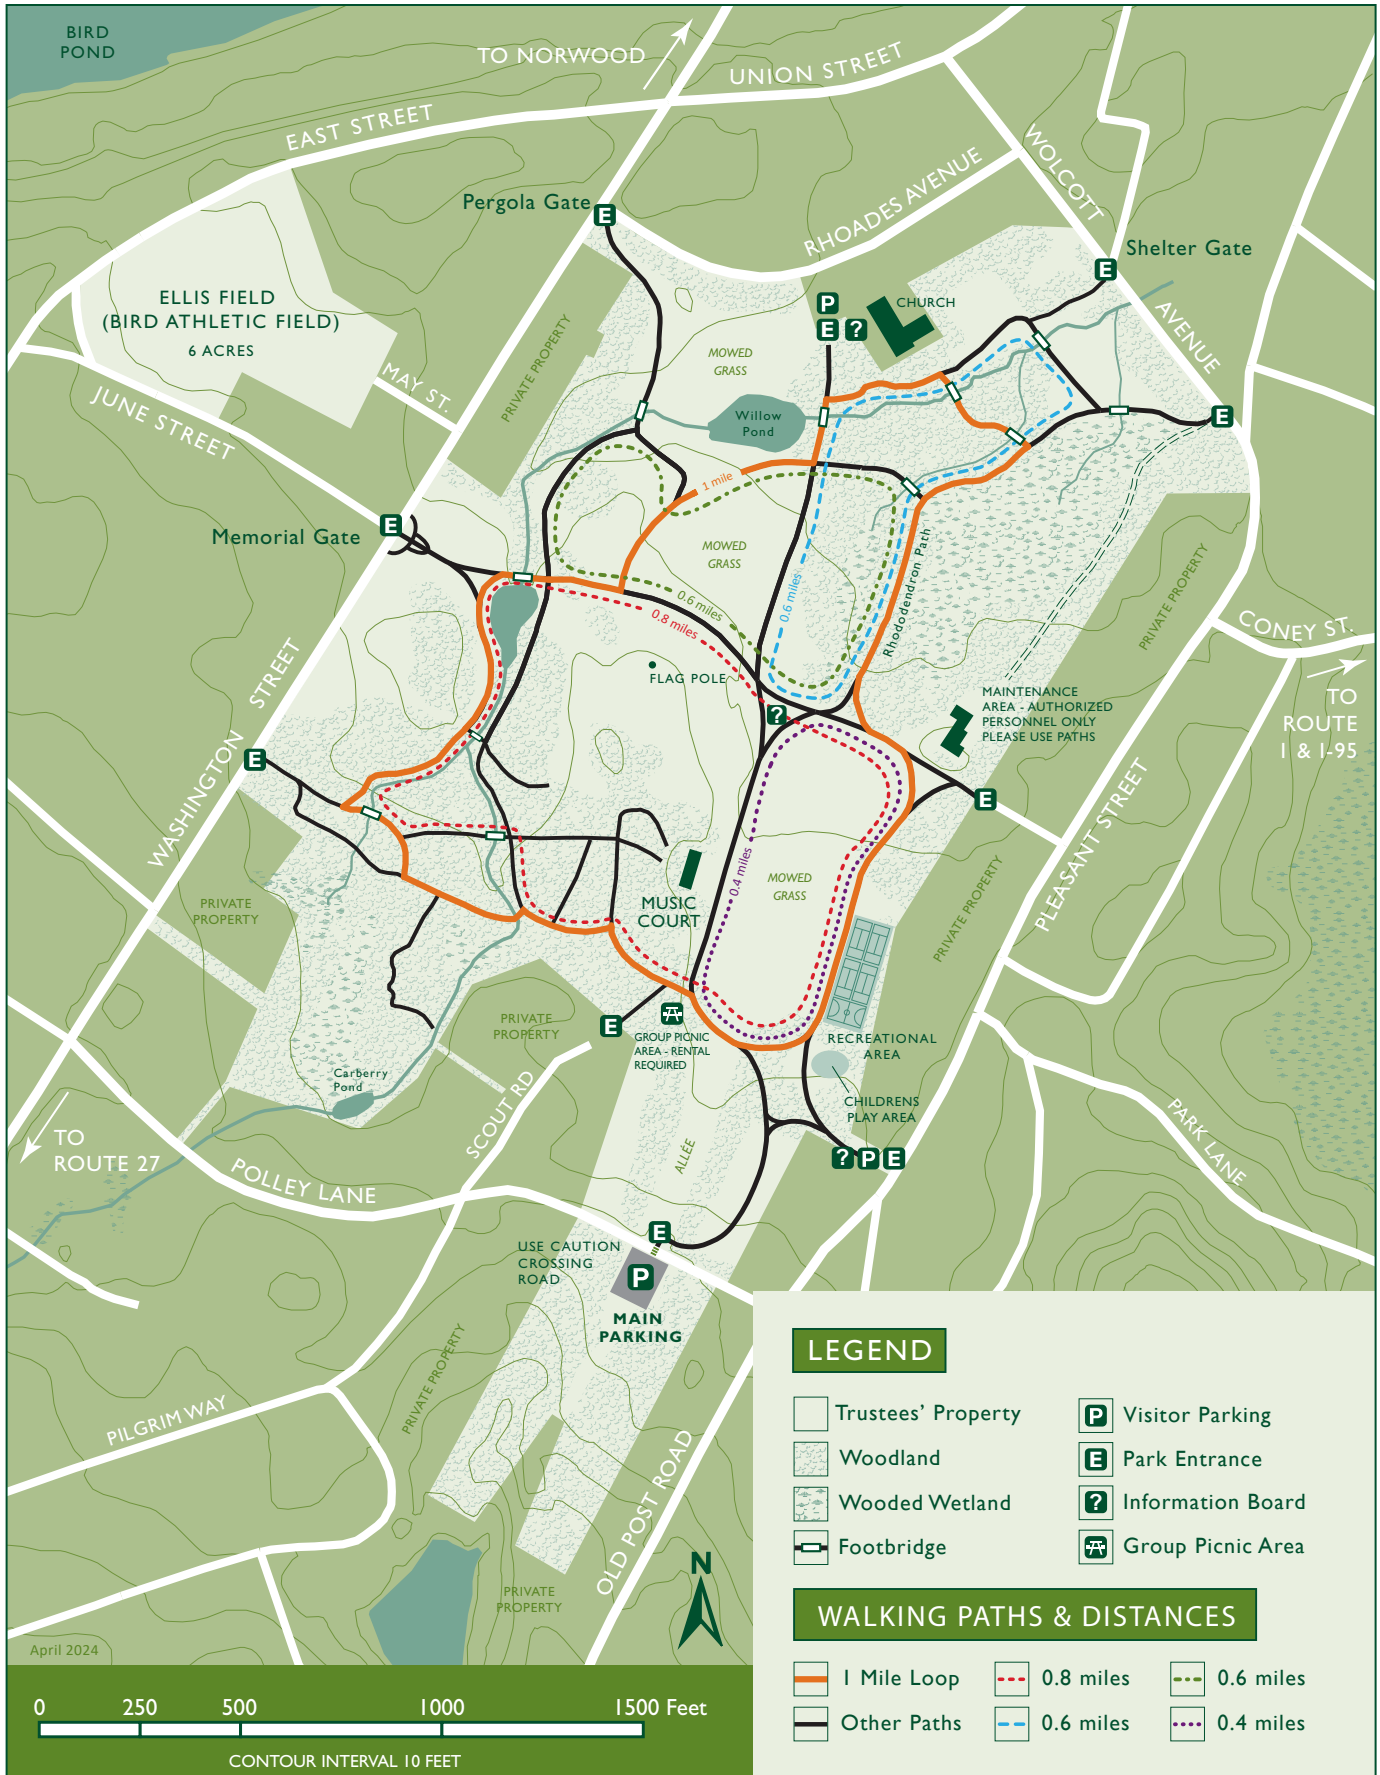 BIRD
POND
TO NORWOOD
UNION STREET
EAST STREET
WOLCOTT
AVENUE
RHOADES AVENUE
Pergola Gate
E
Shelter Gate
E
ELLIS FIELD
(BIRD ATHLETIC FIELD)
6 ACRES
P
E ?
CHURCH
PRIVATE PROPERTY
MOWED
GRASS
MAY ST.
JUNE STREET
Willow
Pond
E
1 mile
Memorial Gate
E
MOWED
GRASS
Rhododendron Path
PRIVATE PROPERTY
0.6 miles
0.6 miles
0.8 miles
CONEY ST.
FLAG POLE
TO
ROUTE
1 & I-95
WASHINGTON
STREET
?
MAINTENANCE
AREA - AUTHORIZED
PERSONNEL ONLY
PLEASE USE PATHS
E
E
PLEASANT STREET
0.4 miles
MOWED
GRASS
MUSIC
COURT
PRIVATE
PROPERTY
PRIVATE PROPERTY
PRIVATE
PROPERTY
E
GROUP PICNIC
AREA - RENTAL
REQUIRED
RECREATIONAL
AREA
CHILDRENS
PLAY AREA
Carberry
Pond
SCOUT RD
PARK LANE
TO
ROUTE 27
ALLÉE
? P E
POLLEY LANE
E
USE CAUTION
CROSSING
ROAD
P
MAIN
PARKING
PRIVATE PROPERTY
PILGRIM WAY
OLD POST ROAD
PRIVATE
PROPERTY
N
April 2024
0 250 500 1000 1500 Feet
CONTOUR INTERVAL 10 FEET
LEGEND
Trustees' Property
Woodland
Wooded Wetland
Footbridge
P Visitor Parking
E Park Entrance
? Information Board
Group Picnic Area
WALKING PATHS & DISTANCES
1 Mile Loop
0.8 miles
0.6 miles
Other Paths
0.6 miles
0.4 miles